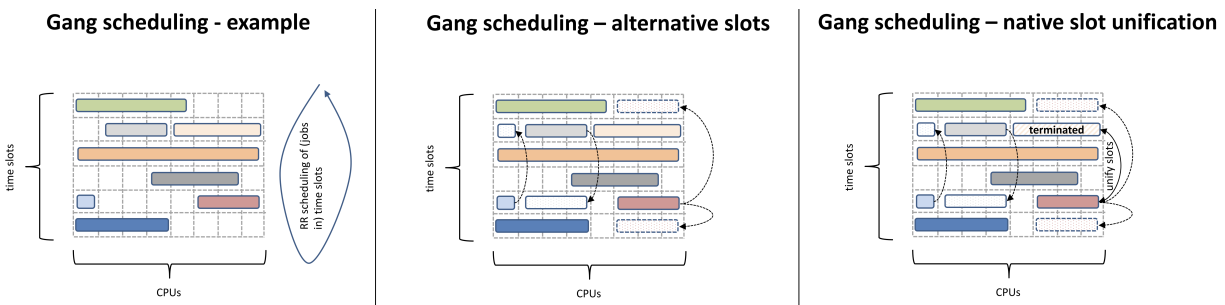 Gang scheduling - example
time slots
RR scheduling of (jobs
in) time slots
CPUs
Gang scheduling – alternative slots
time slots
CPUs
Gang scheduling – native slot unification
time slots
terminated
unify slots
CPUs